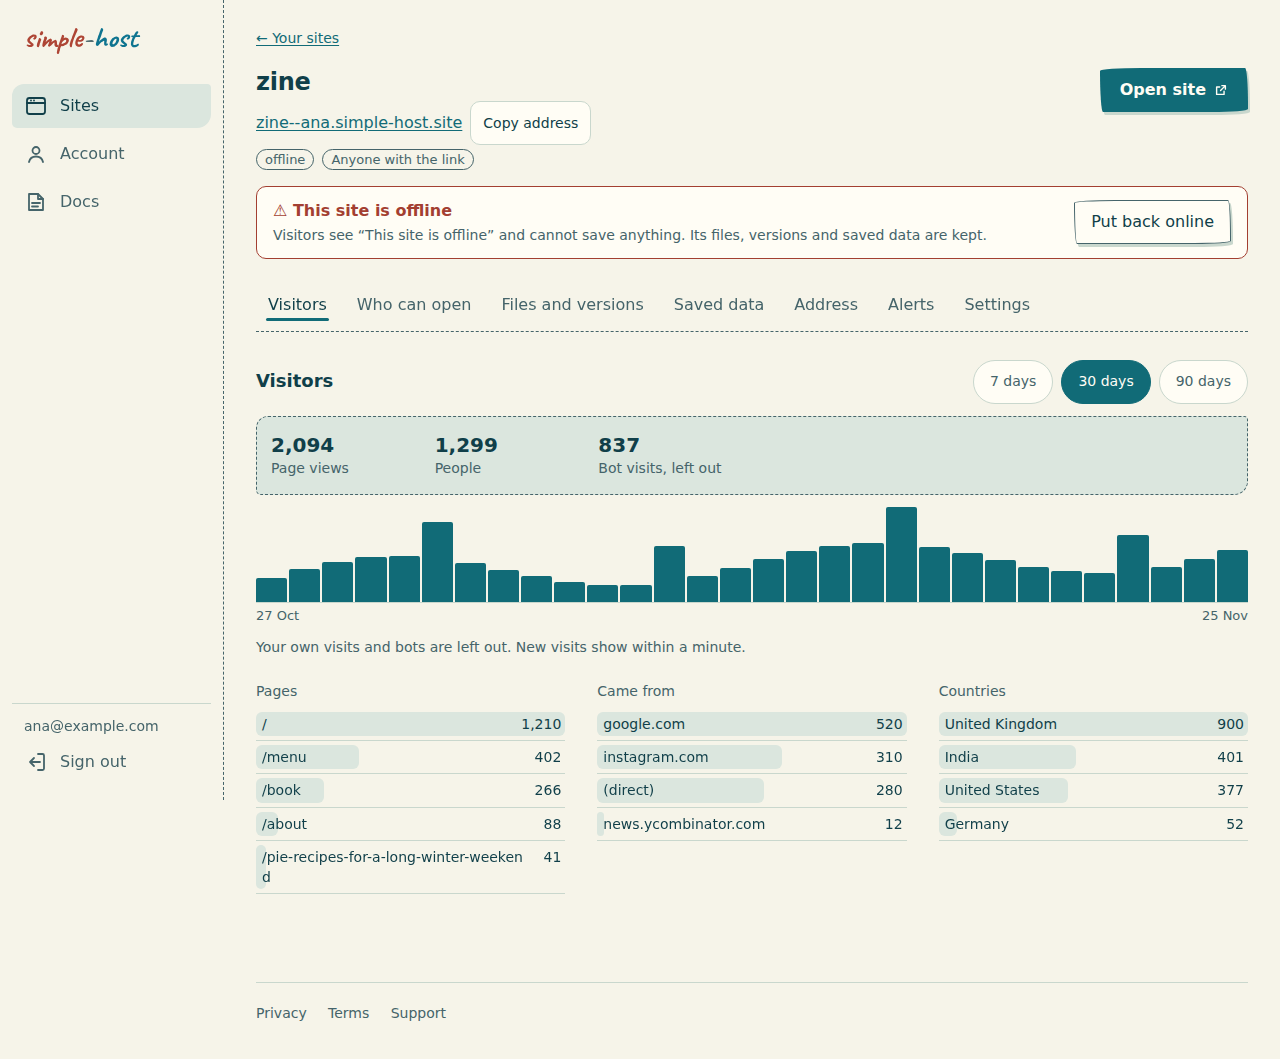 simple-host
Sites
Account
Docs
ana@example.com
Sign out
← Your sites
zine
Open site
zine--ana.simple-host.site
Copy address
offline
Anyone with the link
⚠ This site is offline
Visitors see “This site is offline” and cannot save anything. Its files, versions and saved data are kept.
Put back online
Visitors
Who can open
Files and versions
Saved data
Address
Alerts
Settings
Visitors
7 days
30 days
90 days
2,094
Page views
1,299
People
837
Bot visits, left out
27 Oct
25 Nov
Your own visits and bots are left out. New visits show within a minute.
Pages
/ 1,210
/menu 402
/book 266
/about 88
/pie-recipes-for-a-long-winter-weeken 41
d
Came from
google.com 520
instagram.com 310
(direct) 280
news.ycombinator.com 12
Countries
United Kingdom 900
India 401
United States 377
Germany 52
Privacy
Terms
Support